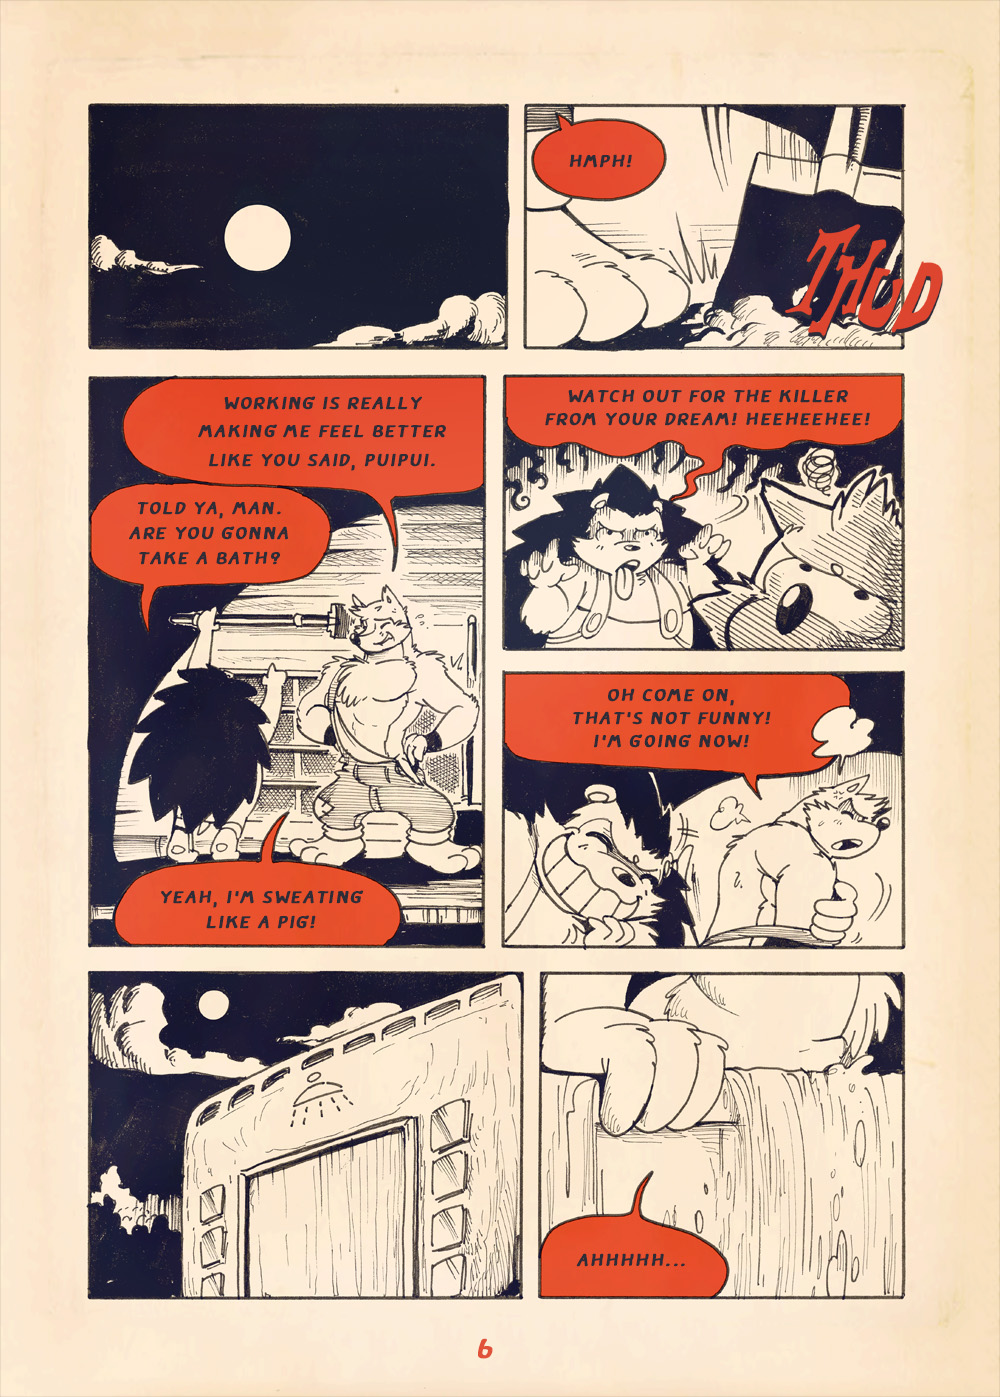 HMPH!
THUD
WORKING IS REALLY
MAKING ME FEEL BETTER
LIKE YOU SAID, PUIPUI.
TOLD YA, MAN.
ARE YOU GONNA
TAKE A BATH?
YEAH, I'M SWEATING
LIKE A PIG!
WATCH OUT FOR THE KILLER
FROM YOUR DREAM! HEEHEEHEE!
OH COME ON,
THAT'S NOT FUNNY!
I'M GOING NOW!
AHHHHH...
6